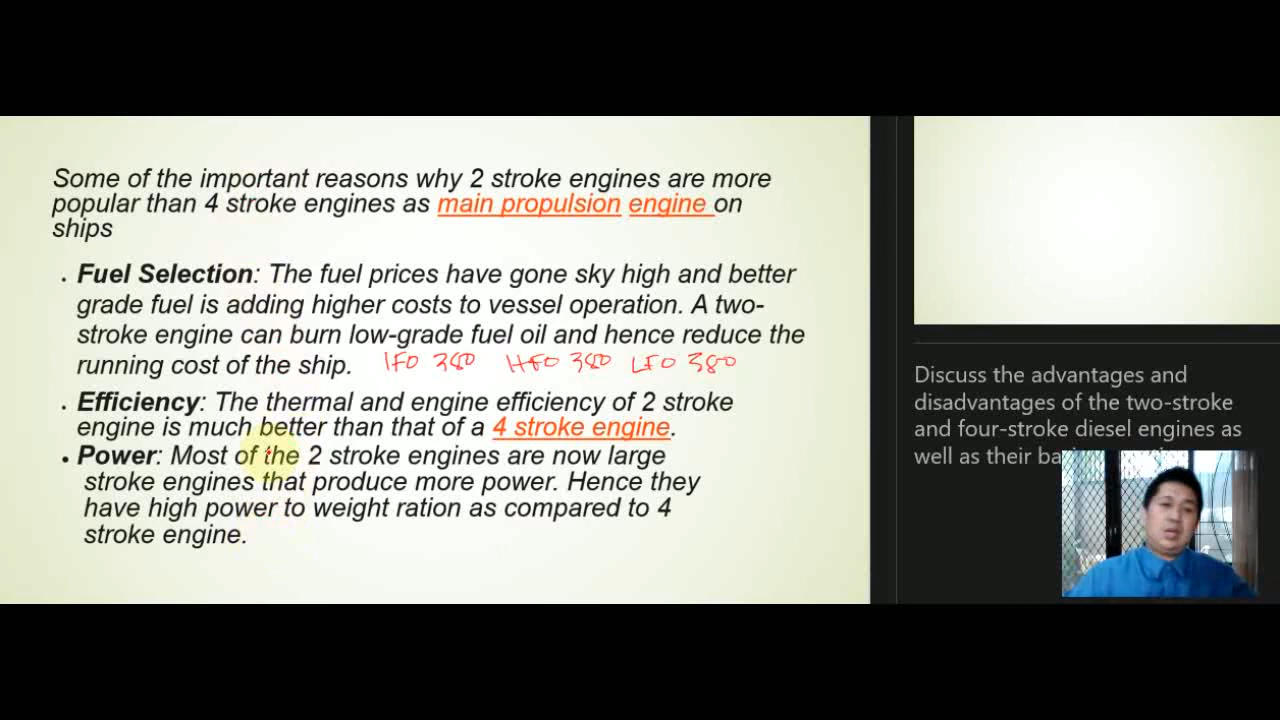 Some of the important reasons why 2 stroke engines are more
popular than 4 stroke engines as main propulsion engine on
ships
• Fuel Selection: The fuel prices have gone sky high and better
grade fuel is adding higher costs to vessel operation. A two-
stroke engine can burn low-grade fuel oil and hence reduce the
running cost of the ship. IFO 380 HFO 380 LFO 380
• Efficiency: The thermal and engine efficiency of 2 stroke
engine is much better than that of a 4 stroke engine.
• Power: Most of the 2 stroke engines are now large
stroke engines that produce more power. Hence they
have high power to weight ration as compared to 4
stroke engine.
Discuss the advantages and
disadvantages of the two-stroke
and four-stroke diesel engines as
well as their